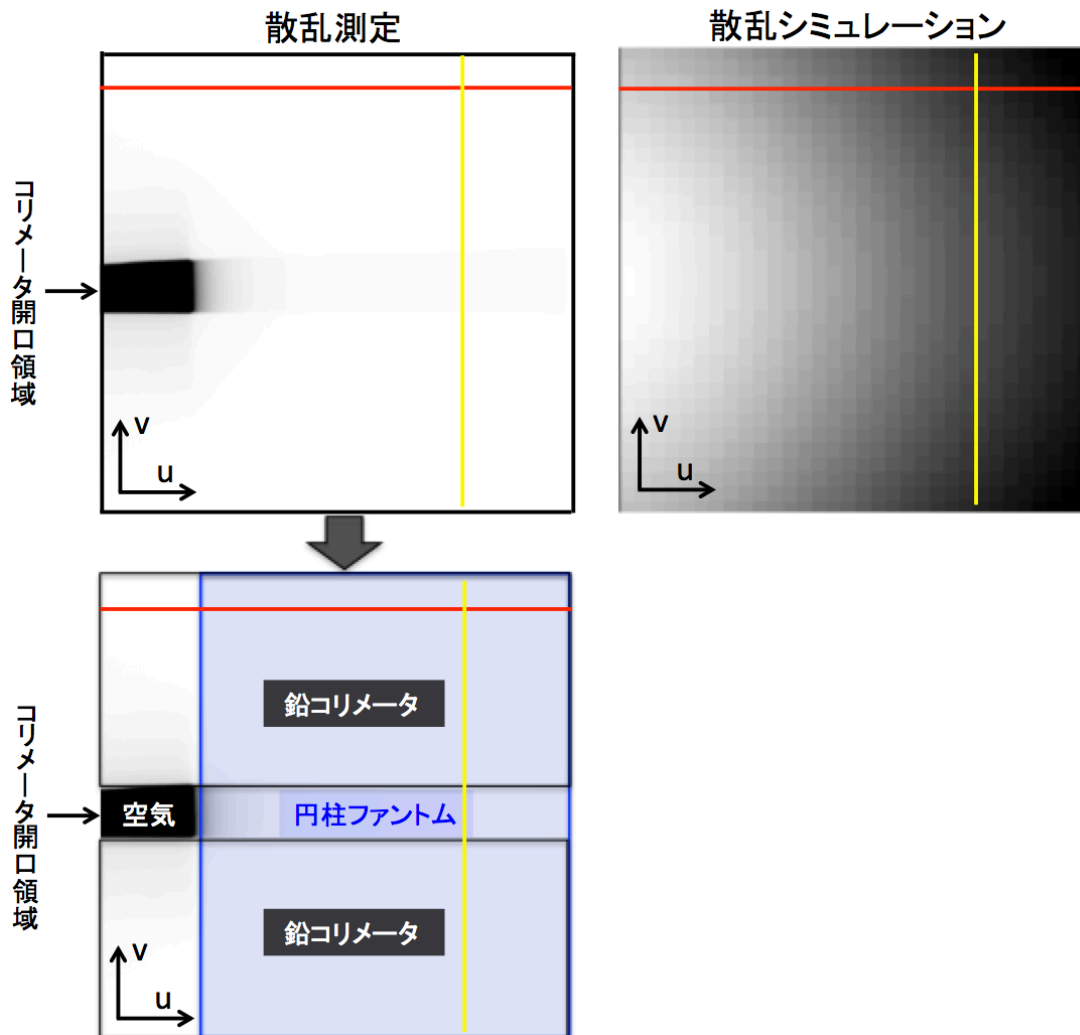 散乱測定
散乱シミュレーション
コリメータ開口領域
v
u
v
u
鉛コリメータ
コリメータ開口領域
空気
円柱ファントム
鉛コリメータ
v
u